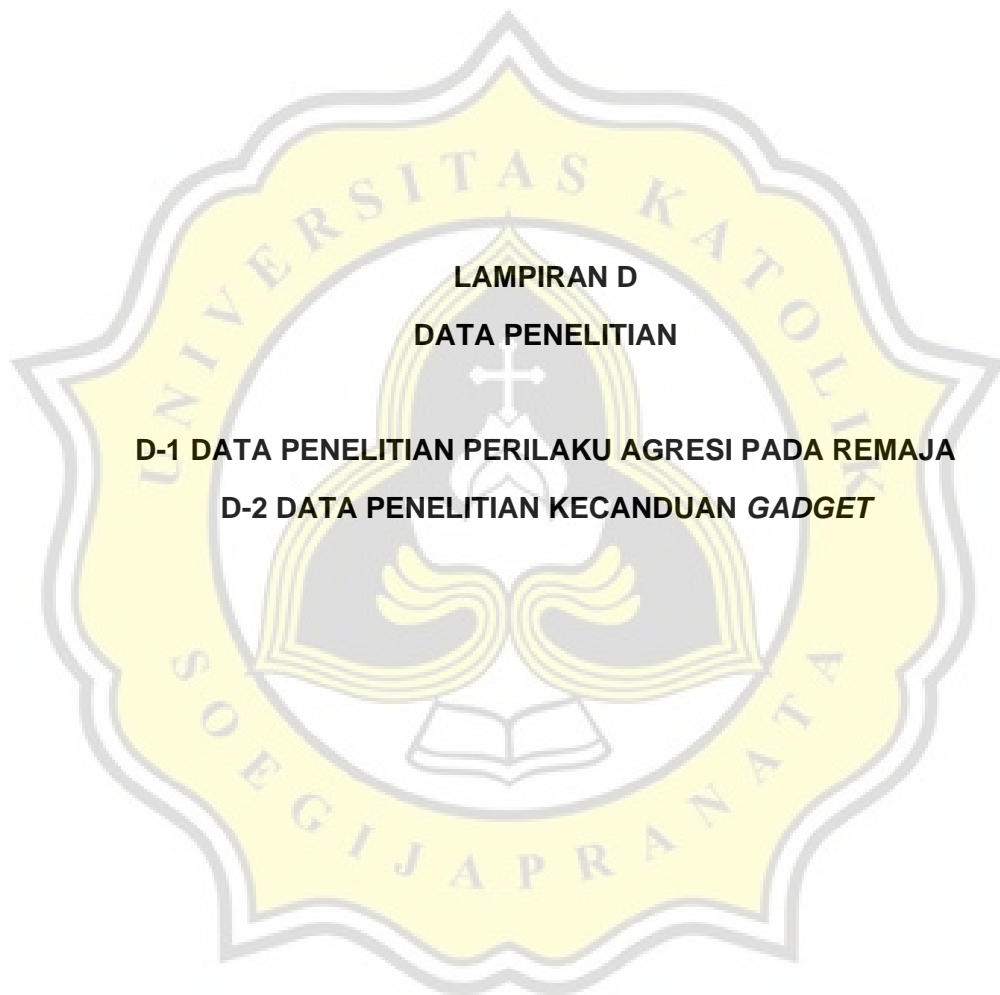 UNIVERSITAS KATOLIK
LAMPIRAN D
DATA PENELITIAN
D-1 DATA PENELITIAN PERILAKU AGRESI PADA REMAJA
D-2 DATA PENELITIAN KECANDUAN GADGET
SOEGIJAPRANATA